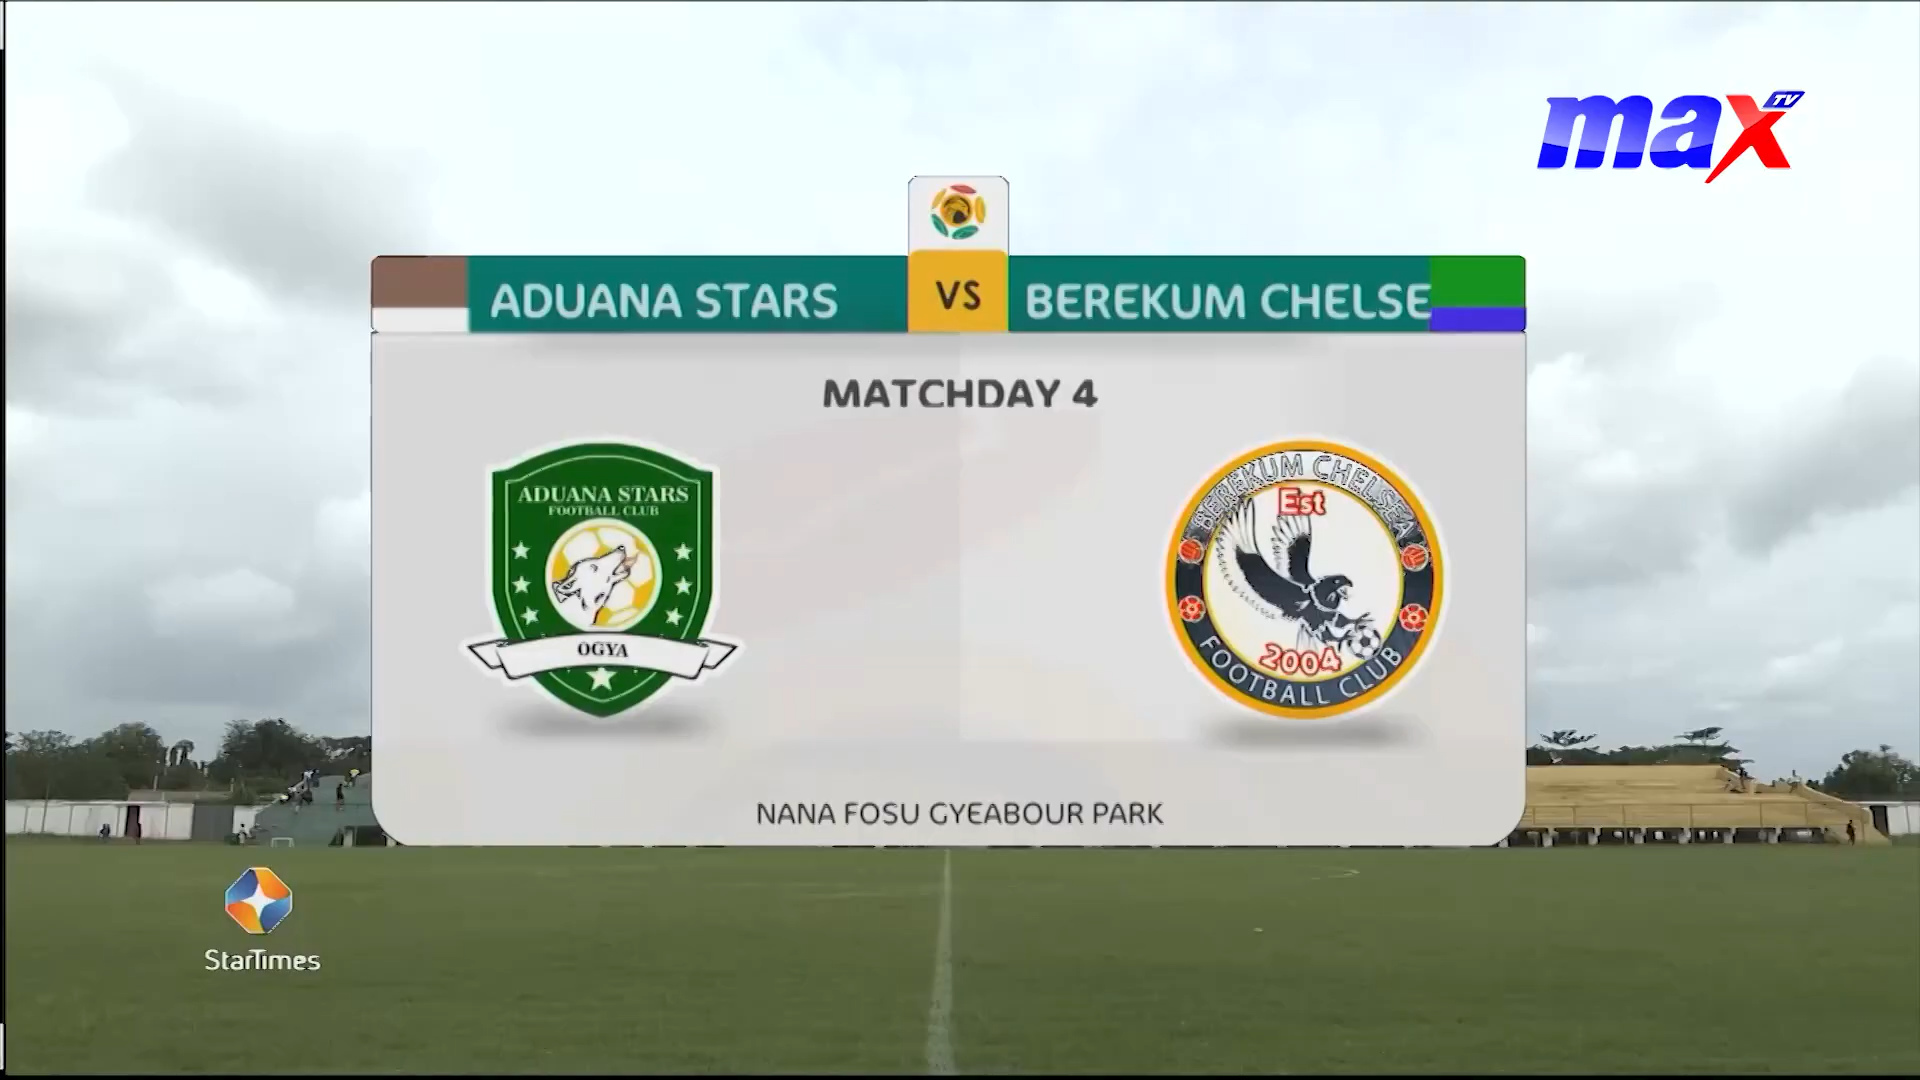 max TV
ADUANA STARS VS BEREKUM CHELSE
MATCHDAY 4
ADUANA STARS
FOOTBALL CLUB
OGYA
BEREKUM CHELSEA
Est
2004
FOOTBALL CLUB
NANA FOSU GYEABOUR PARK
StarTimes